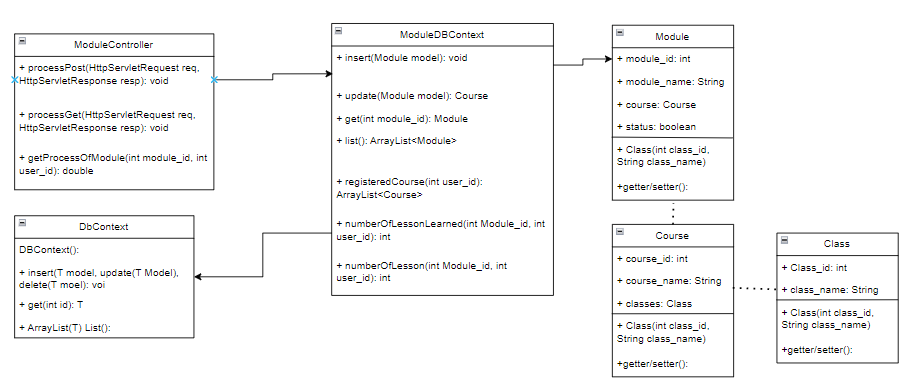 ModuleController
+ processPost(HttpServletRequest req,
HttpServletResponse resp): void
+ processGet(HttpServletRequest req,
HttpServletResponse resp): void
+ getProcessOfModule(int module_id, int
user_id): double
ModuleDBContext
+ insert(Module model): void
+ update(Module model): Course
+ get(int module_id): Module
+ list(): ArrayList<Module>
+ registeredCourse(int user_id):
ArrayList<Course>
+ numberOfLessonLearned(int Module_id, int
user_id): int
+ numberOfLesson(int Module_id, int
user_id): int
Module
+ module_id: int
+ module_name: String
+ course: Course
+ status: boolean
+ Class(int class_id,
String class_name)
+getter/setter():
DbContext
DBContext():
+ insert(T model, update(T Model),
delete(T moel): voi
+ get(int id): T
+ ArrayList(T) List():
Course
+ course_id: int
+ course_name: String
+ classes: Class
+ Class(int class_id,
String class_name)
+getter/setter():
Class
+ Class_id: int
+ class_name: String
+ Class(int class_id,
String class_name)
+getter/setter():